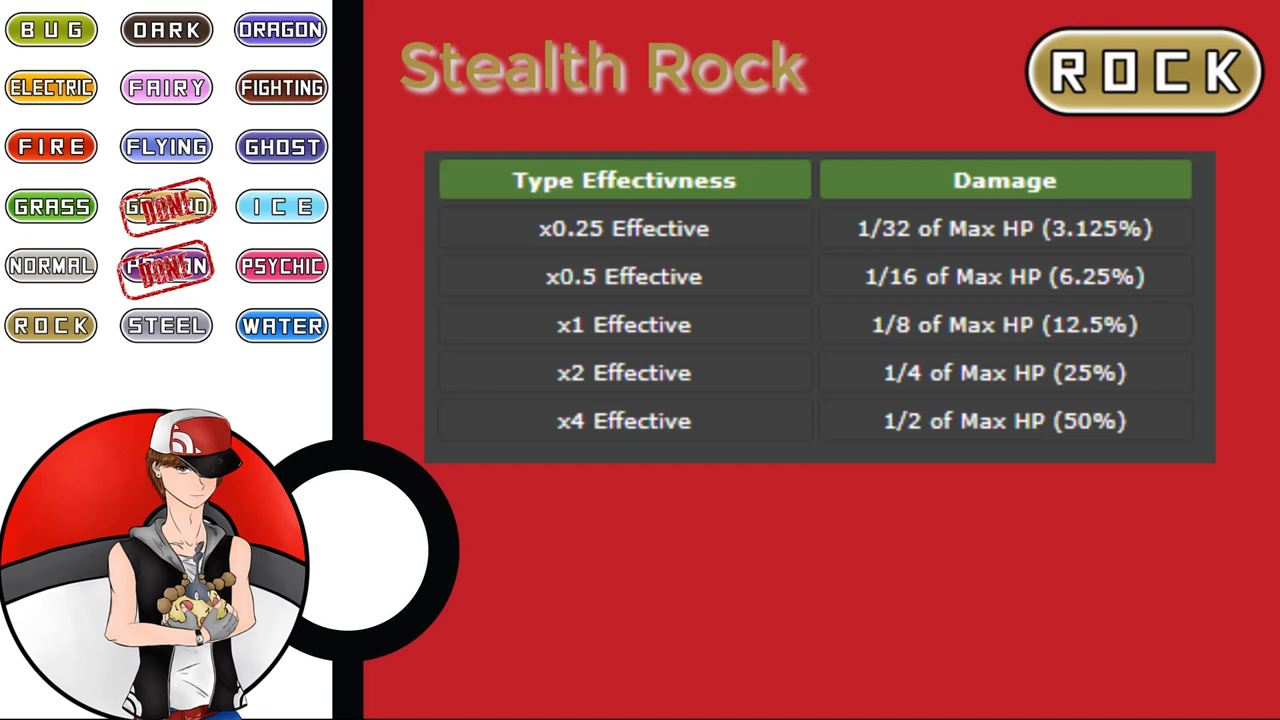 BUG DARK DRAGON
ELECTRIC FAIRY FIGHTING
FIRE FLYING GHOST
GRASS DONE ICE
NORMAL DONE PSYCHIC
ROCK STEEL WATER
Stealth Rock
ROCK
Type Effectivness Damage
x0.25 Effective 1/32 of Max HP (3.125%)
x0.5 Effective 1/16 of Max HP (6.25%)
x1 Effective 1/8 of Max HP (12.5%)
x2 Effective 1/4 of Max HP (25%)
x4 Effective 1/2 of Max HP (50%)